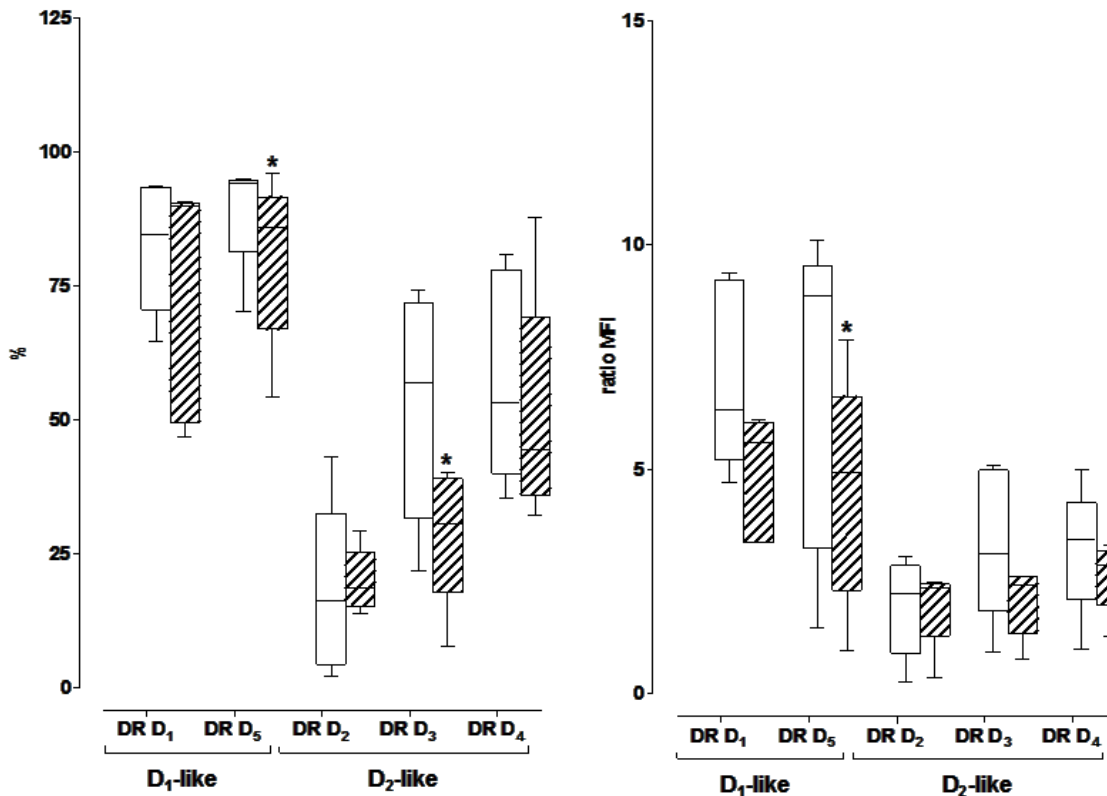 125
100
75
50
25
0
%
*
*
DR D₁ DR D₅ DR D₂ DR D₃ DR D₄
D₁-like D₂-like
15
10
5
0
ratio MFI
*
DR D₁ DR D₅ DR D₂ DR D₃ DR D₄
D₁-like D₂-like